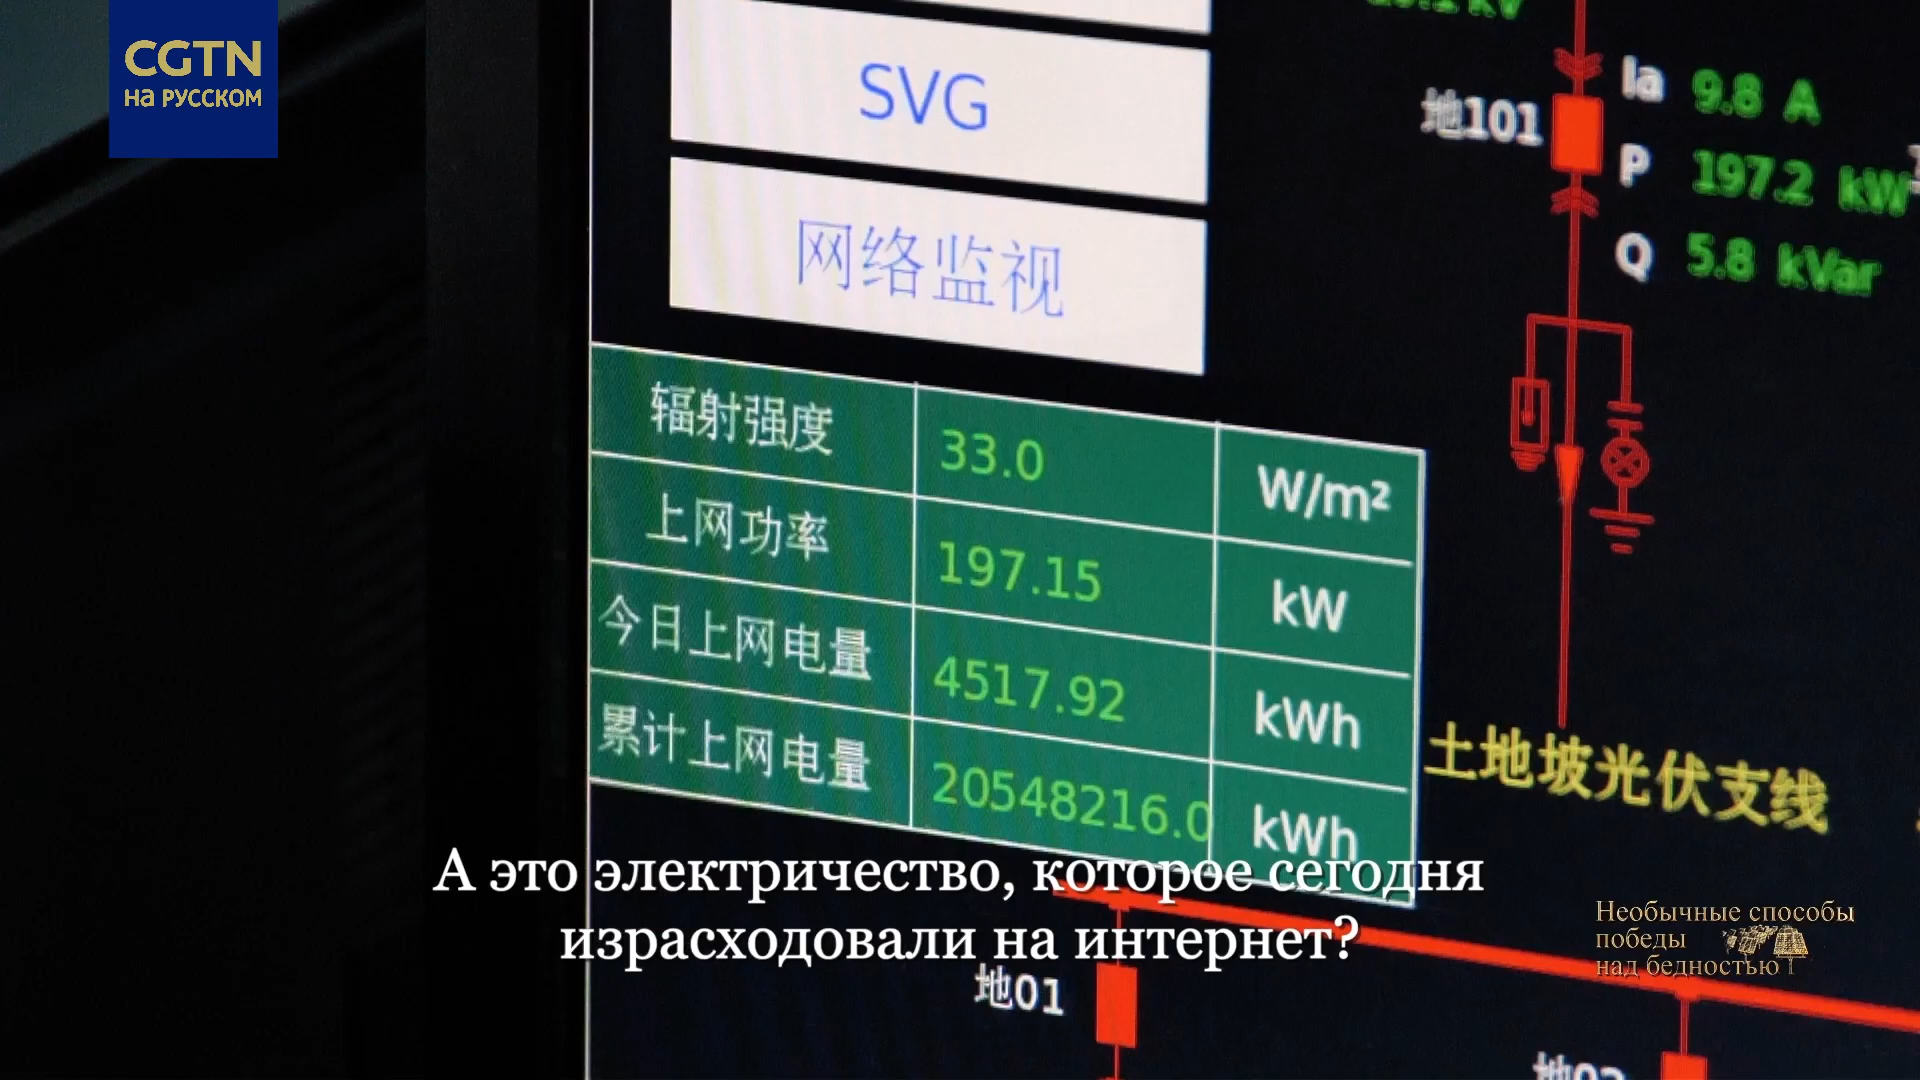 CGTN
на русском
SVG
网络监视
地101
Ia 9.8 A
P 197.2 kW
Q 5.8 kVar
辐射强度 33.0 W/m²
上网功率 197.15 kW
今日上网电量 4517.92 kWh
累计上网电量 20548216.0 kWh
土地坡光伏支线
А это электричество, которое сегодня
израсходовали на интернет?
Необычные способы
победы
над бедностью
地01